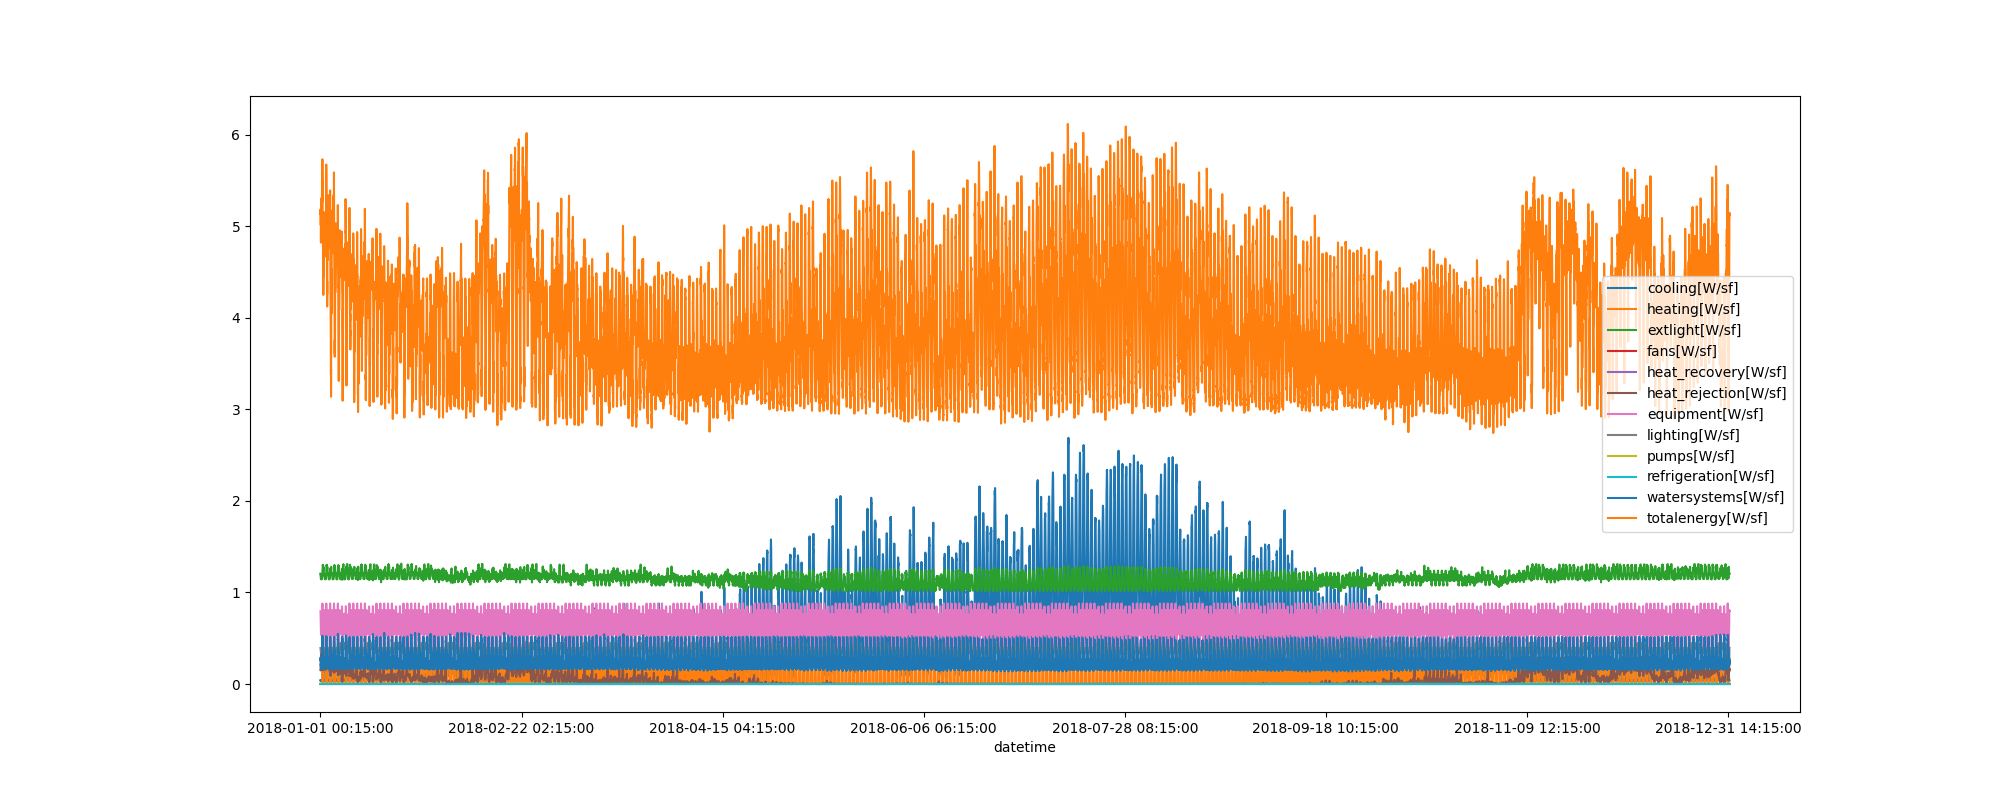 6
5
4
3
2
1
0
cooling[W/sf]
heating[W/sf]
extlight[W/sf]
fans[W/sf]
heat_recovery[W/sf]
heat_rejection[W/sf]
equipment[W/sf]
lighting[W/sf]
pumps[W/sf]
refrigeration[W/sf]
watersystems[W/sf]
totalenergy[W/sf]
2018-01-01 00:15:00 2018-02-22 02:15:00 2018-04-15 04:15:00 2018-06-06 06:15:00 2018-07-28 08:15:00 2018-09-18 10:15:00 2018-11-09 12:15:00 2018-12-31 14:15:00
datetime